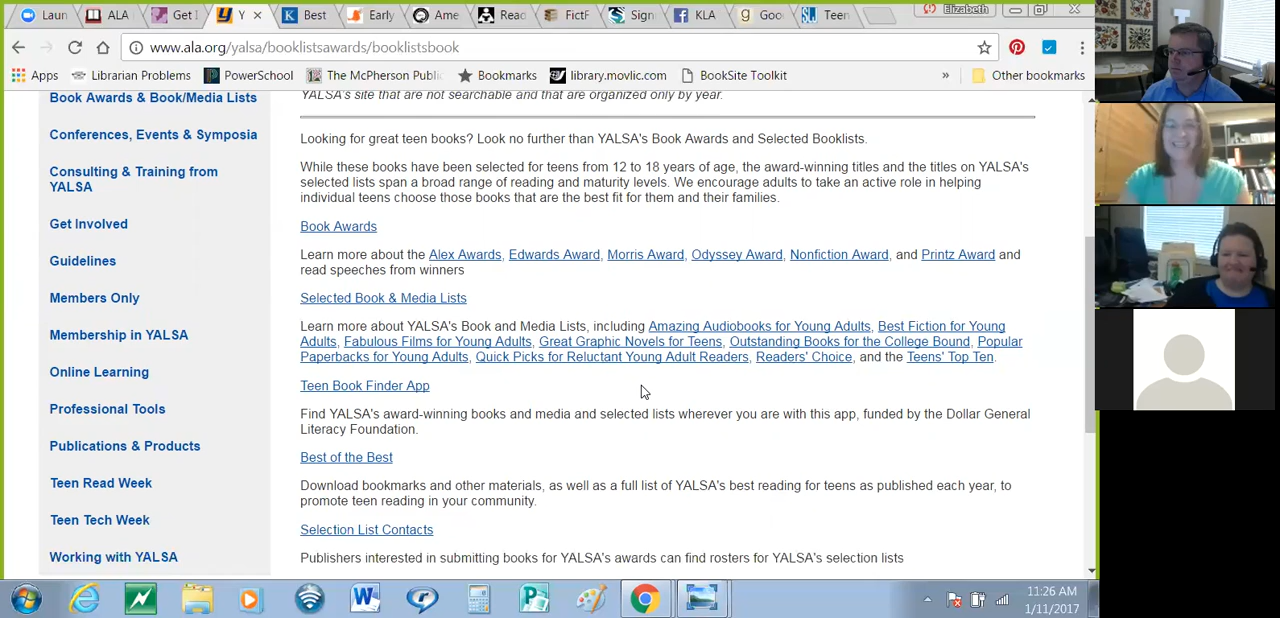 Laun
ALA
Get I
Y
Best
Early
Ame
Read
FictF
Sign
KLA
Goo
Teen
Elizabeth
www.ala.org/yalsa/booklistsawards/booklistsbook
Apps
Librarian Problems
PowerSchool
The McPherson Publi
Bookmarks
library.movlic.com
BookSite Toolkit
»
Other bookmarks
Book Awards & Book/Media Lists
Conferences, Events & Symposia
Consulting & Training from
YALSA
Get Involved
Guidelines
Members Only
Membership in YALSA
Online Learning
Professional Tools
Publications & Products
Teen Read Week
Teen Tech Week
Working with YALSA
YALSA's site that are not searchable and that are organized only by year.
Looking for great teen books? Look no further than YALSA's Book Awards and Selected Booklists.
While these books have been selected for teens from 12 to 18 years of age, the award-winning titles and the titles on YALSA's
selected lists span a broad range of reading and maturity levels. We encourage adults to take an active role in helping
individual teens choose those books that are the best fit for them and their families.
Book Awards
Learn more about the Alex Awards, Edwards Award, Morris Award, Odyssey Award, Nonfiction Award, and Printz Award and
read speeches from winners
Selected Book & Media Lists
Learn more about YALSA's Book and Media Lists, including Amazing Audiobooks for Young Adults, Best Fiction for Young
Adults, Fabulous Films for Young Adults, Great Graphic Novels for Teens, Outstanding Books for the College Bound, Popular
Paperbacks for Young Adults, Quick Picks for Reluctant Young Adult Readers, Readers' Choice, and the Teens' Top Ten.
Teen Book Finder App
Find YALSA's award-winning books and media and selected lists wherever you are with this app, funded by the Dollar General
Literacy Foundation.
Best of the Best
Download bookmarks and other materials, as well as a full list of YALSA's best reading for teens as published each year, to
promote teen reading in your community.
Selection List Contacts
Publishers interested in submitting books for YALSA's awards can find rosters for YALSA's selection lists
11:26 AM
1/11/2017